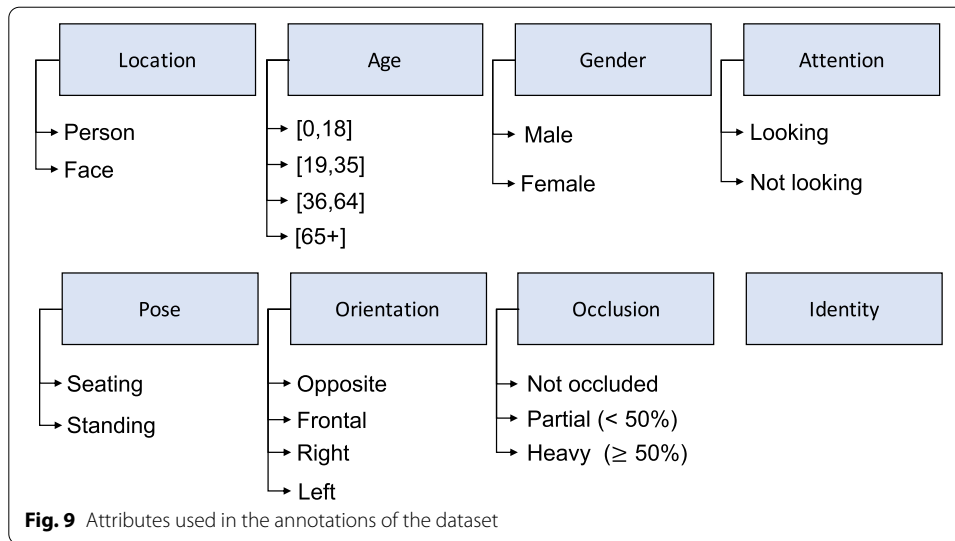 Location
Person
Face
Age
[0,18]
[19,35]
[36,64]
[65+]
Gender
Male
Female
Attention
Looking
Not looking
Pose
Seating
Standing
Orientation
Opposite
Frontal
Right
Left
Occlusion
Not occluded
Partial (< 50%)
Heavy (≥ 50%)
Identity
Fig. 9 Attributes used in the annotations of the dataset